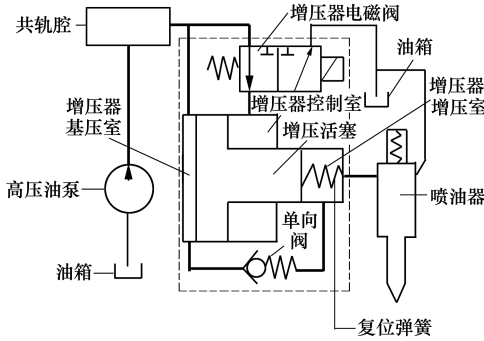 增压器电磁阀
共轨腔
油箱
增压器
增压室
增压器控制室
增压器
基压室
增压活塞
高压油泵
喷油器
单向
阀
油箱
复位弹簧